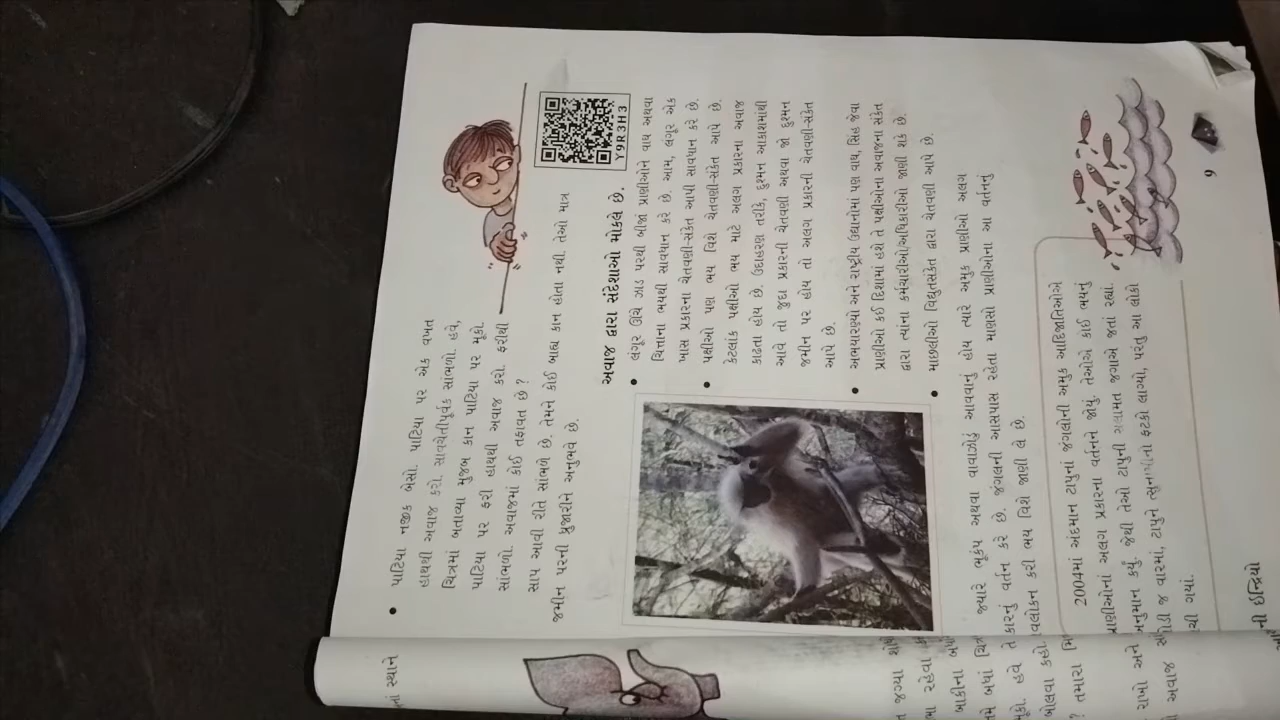 પાટિયા નજીક બેસો. પાટિયા પર એક વખત
હાથથી અવાજ કરો. સાવચેતીપૂર્વક સાંભળો. હવે,
ચિત્રમાં બતાવ્યા મુજબ કાન પાટિયા પર મૂકો.
પાટિયા પર ફરી હાથથી અવાજ કરો. ફરીથી
સાંભળો. અવાજમાં કોઈ તફાવત છે ?
સાપ આવી રીતે સાંભળે છે. તેમને કોઈ બાહ્ય કાન હોતા નથી. તેઓ માત્ર
જમીન પરની ધ્રુજારીને અનુભવે છે.
Y9R3H3
અવાજ દ્વારા સંદેશાઓ મોકલે છે.
લંગૂર ઊંચે ઝાડ પરથી બીજાં પ્રાણીઓને વાઘ અથવા
ચિત્તાના ભયથી સાવધાન કરે છે. આમ, લંગૂર એક
ખાસ પ્રકારના ચેતવણી-સંકેત આપી સાવધાન કરે છે.
પક્ષીઓ પણ ભય વિશે ચેતવણી-સંકેત આપે છે.
કેટલાંક પક્ષીઓ ભય માટે અલગ પ્રકારના અવાજ
કાઢતા હોય છે. ઉદાહરણ તરીકે, દુશ્મન આકાશમાંથી
આવે તો જુદા પ્રકારની ચેતવણી અથવા જો દુશ્મન
જમીન પર હોય તો અલગ પ્રકારની ચેતવણી-સંકેત
આપે છે.
અભયારણ્યો અને રાષ્ટ્રીય ઉદ્યાનોમાં પણ વાઘ, સિંહ જેવા
પ્રાણીઓ કઈ દિશામાં હશે તે પક્ષીઓના અવાજના સંકેત
દ્વારા ત્યાંના કર્મચારીઓ/અધિકારીઓ જાણી શકે છે.
માછલીઓ વિદ્યુતસંકેત દ્વારા ચેતવણી આપે છે.
જ્યારે ભૂકંપ અથવા વાવાઝોડું આવવાનું હોય ત્યારે અમુક પ્રાણીઓ અલગ
કારનું વર્તન કરે છે. જંગલની આસપાસ રહેતા માણસો પ્રાણીઓના આ વર્તનનું
વલોકન કરી ભય વિશે જાણી લે છે.
2004માં અંદમાન ટાપુનાં જંગલોની અમુક આદિજાતિઓએ
પ્રાણીઓનાં અલગ પ્રકારના વર્તનને જોયું. તેઓએ કાઈ ભયનું
અનુમાન કર્યું. જેથી તેઓ ટાપુની સલામત જગાએ જતાં રહ્યાં.
થોડી જ વારમાં, ટાપુને ત્સુનામીનો ફટકો લાગ્યો, પરંતુ આ લોકો
ચી ગયાં.
9